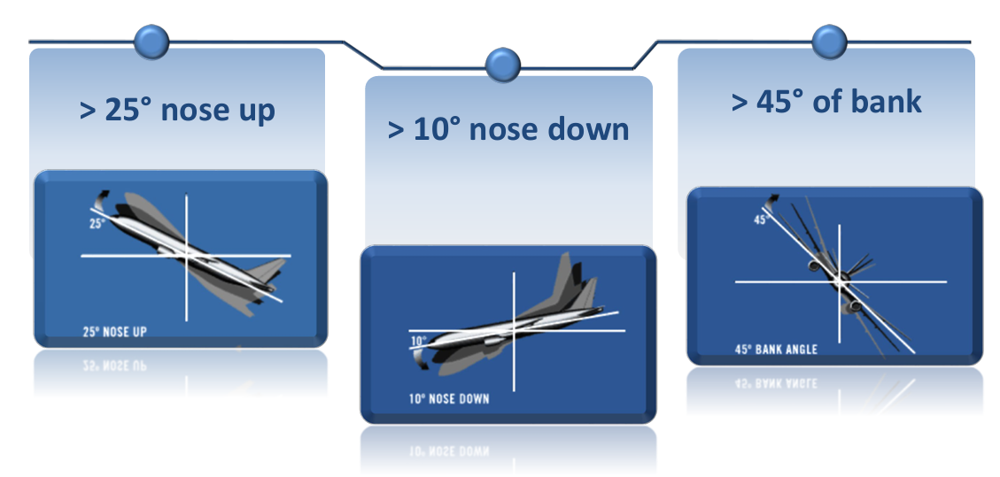 > 25° nose up
25°
25° NOSE UP
> 10° nose down
10°
10° NOSE DOWN
> 45° of bank
45°
45° BANK ANGLE